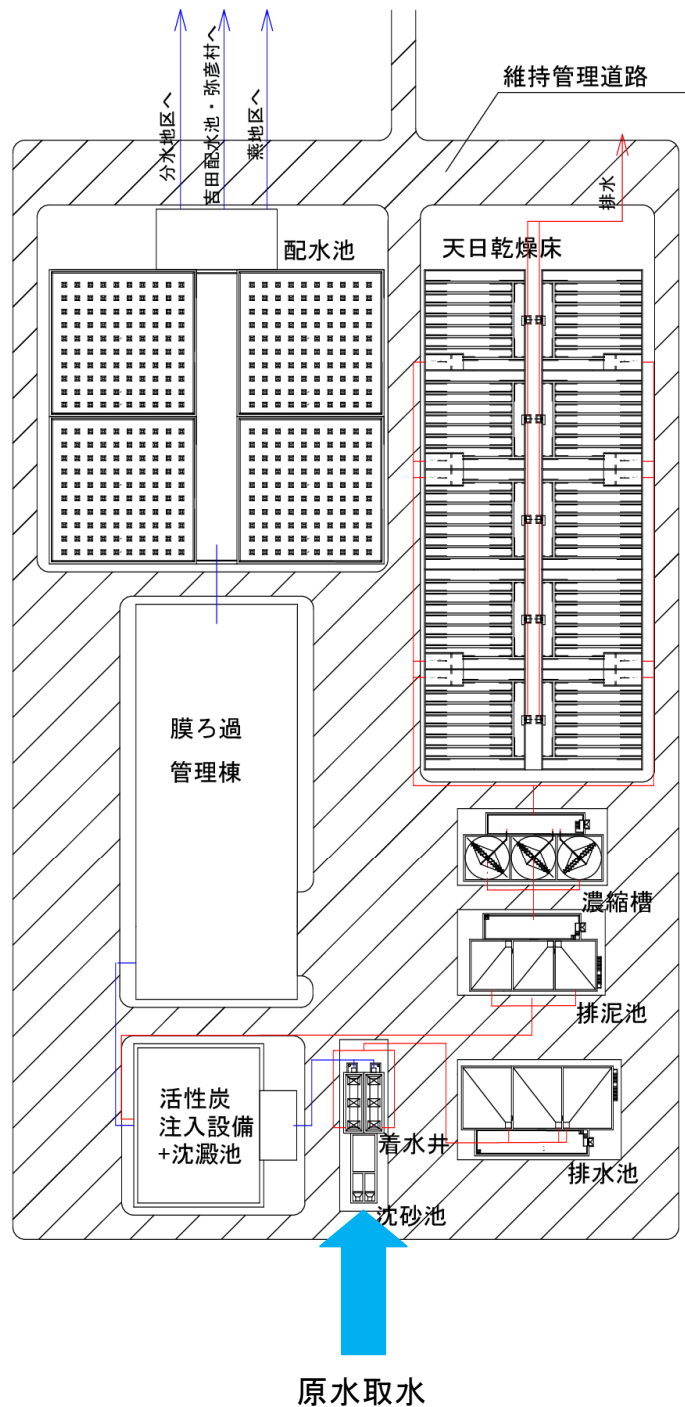 維持管理道路
分水地区へ
吉田配水池・弥彦村へ
燕地区へ
排水
配水池
天日乾燥床
膜ろ過
管理棟
濃縮槽
排泥池
活性炭
注入設備
+沈澱池
着水井
排水池
沈砂池
原水取水